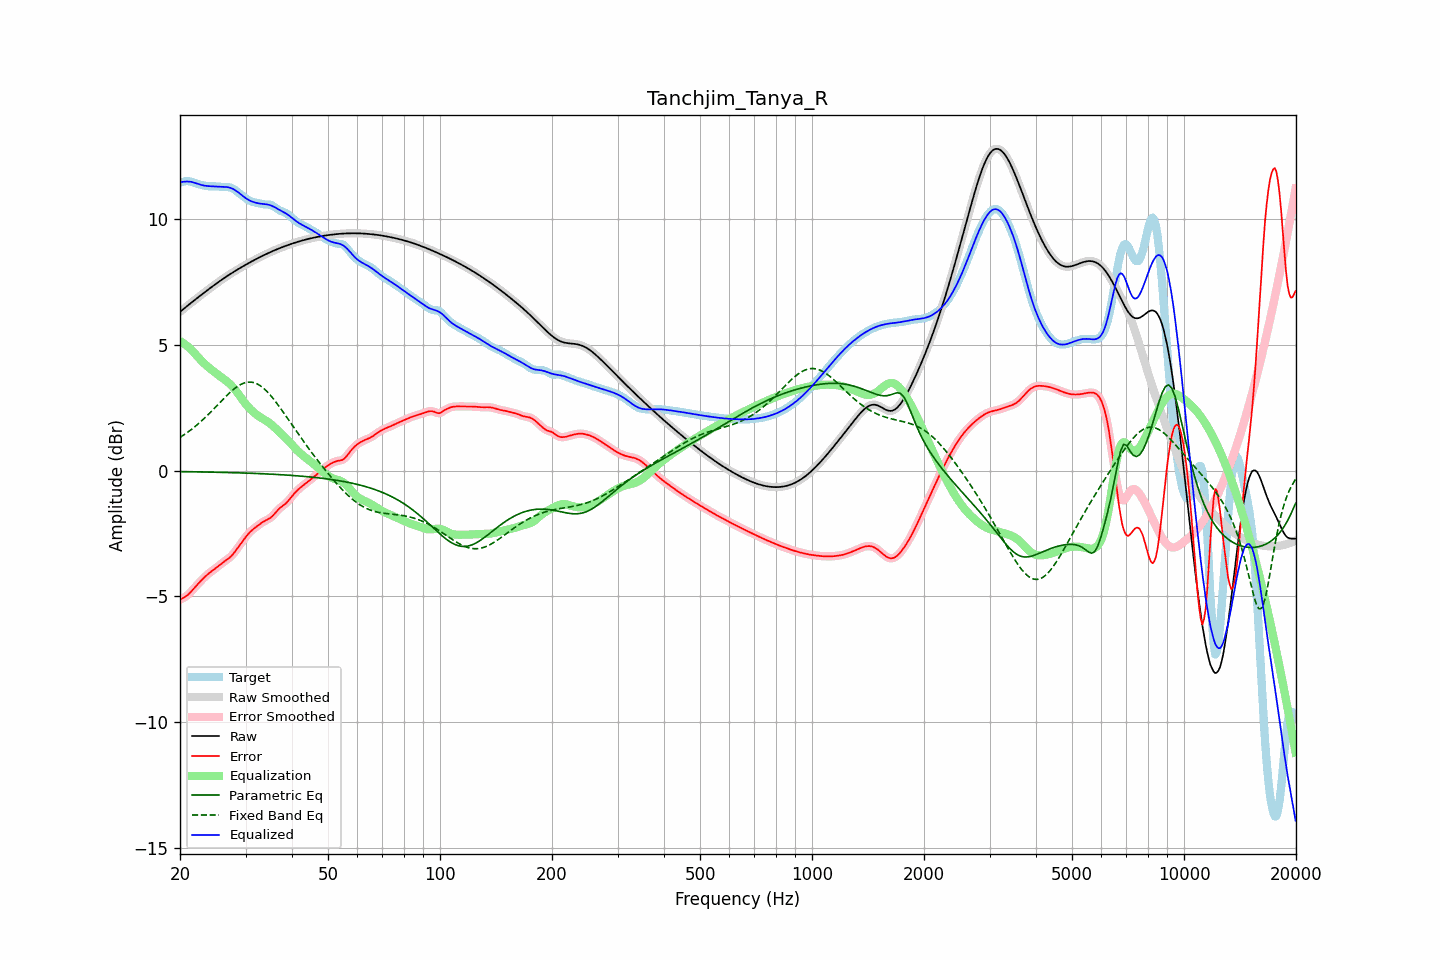 Tanchjim_Tanya_R
Amplitude (dBr)
10
5
0
−5
−10
−15
Target
Raw Smoothed
Error Smoothed
Raw
Error
Equalization
Parametric Eq
Fixed Band Eq
Equalized
20 50 100 200 500 1000 2000 5000 10000 20000
Frequency (Hz)